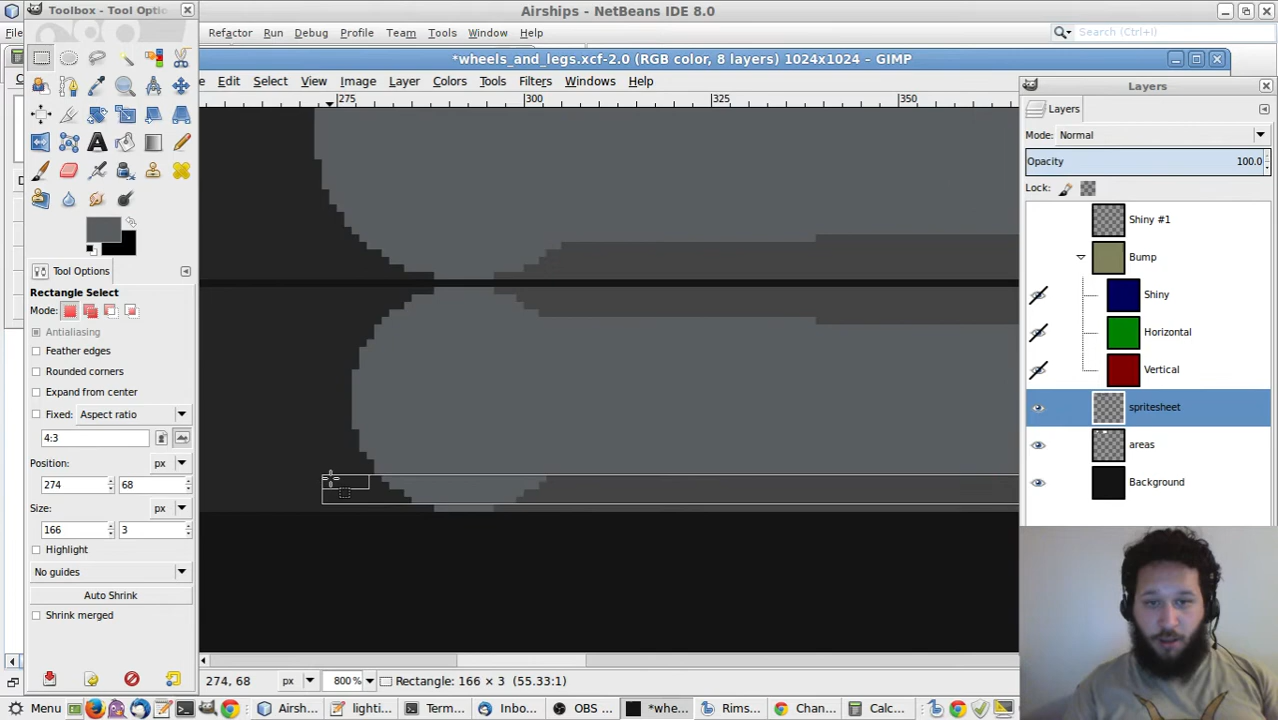 Toolbox - Tool Optio
Airships - NetBeans IDE 8.0
File
Refactor Run Debug Profile Team Tools Window Help
Search (Ctrl+I)
*wheels_and_legs.xcf-2.0 (RGB color, 8 layers) 1024x1024 – GIMP
Edit Select View Image Layer Colors Tools Filters Windows Help
275 300 325 350
Layers
Layers
Mode: Normal
Opacity 100.0
Lock:
Shiny #1
Bump
Shiny
Horizontal
Vertical
spritesheet
areas
Background
Tool Options
Rectangle Select
Mode:
Antialiasing
Feather edges
Rounded corners
Expand from center
Fixed: Aspect ratio
4:3
Position:
px
274 68
Size:
px
166 3
Highlight
No guides
Auto Shrink
Shrink merged
274, 68 px 800% Rectangle: 166 × 3 (55.33:1)
Menu Airsh... lighti... Term... Inbo... OBS ... *whe... Rims... Chan... Calc...